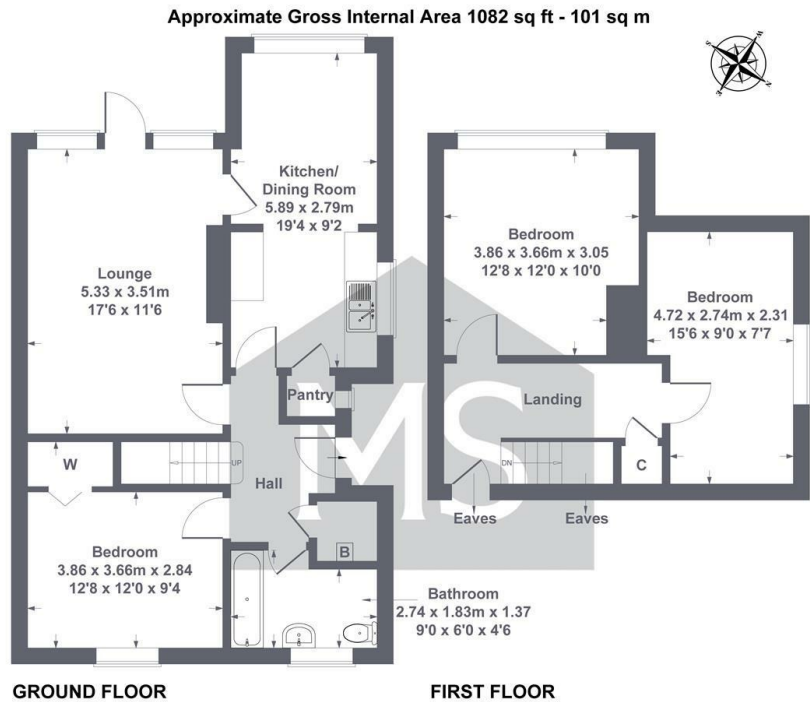 Approximate Gross Internal Area 1082 sq ft - 101 sq m
S
W
E
N
Kitchen/
Dining Room
5.89 x 2.79m
19'4 x 9'2
Lounge
5.33 x 3.51m
17'6 x 11'6
Pantry
MS
W
UP
Hall
B
Bedroom
3.86 x 3.66m x 2.84
12'8 x 12'0 x 9'4
Bathroom
2.74 x 1.83m x 1.37
9'0 x 6'0 x 4'6
Bedroom
3.86 x 3.66m x 3.05
12'8 x 12'0 x 10'0
Bedroom
4.72 x 2.74m x 2.31
15'6 x 9'0 x 7'7
Landing
DN
C
Eaves
Eaves
GROUND FLOOR
FIRST FLOOR